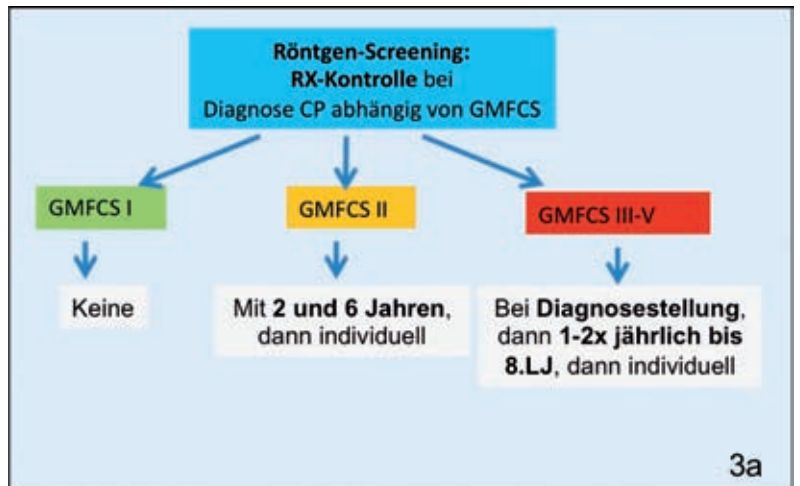 Röntgen-Screening:
RX-Kontrolle bei
Diagnose CP abhängig von GMFCS
GMFCS I
GMFCS II
GMFCS III-V
Keine
Mit 2 und 6 Jahren,
dann individuell
Bei Diagnosestellung,
dann 1-2x jährlich bis
8.LJ, dann individuell
3a